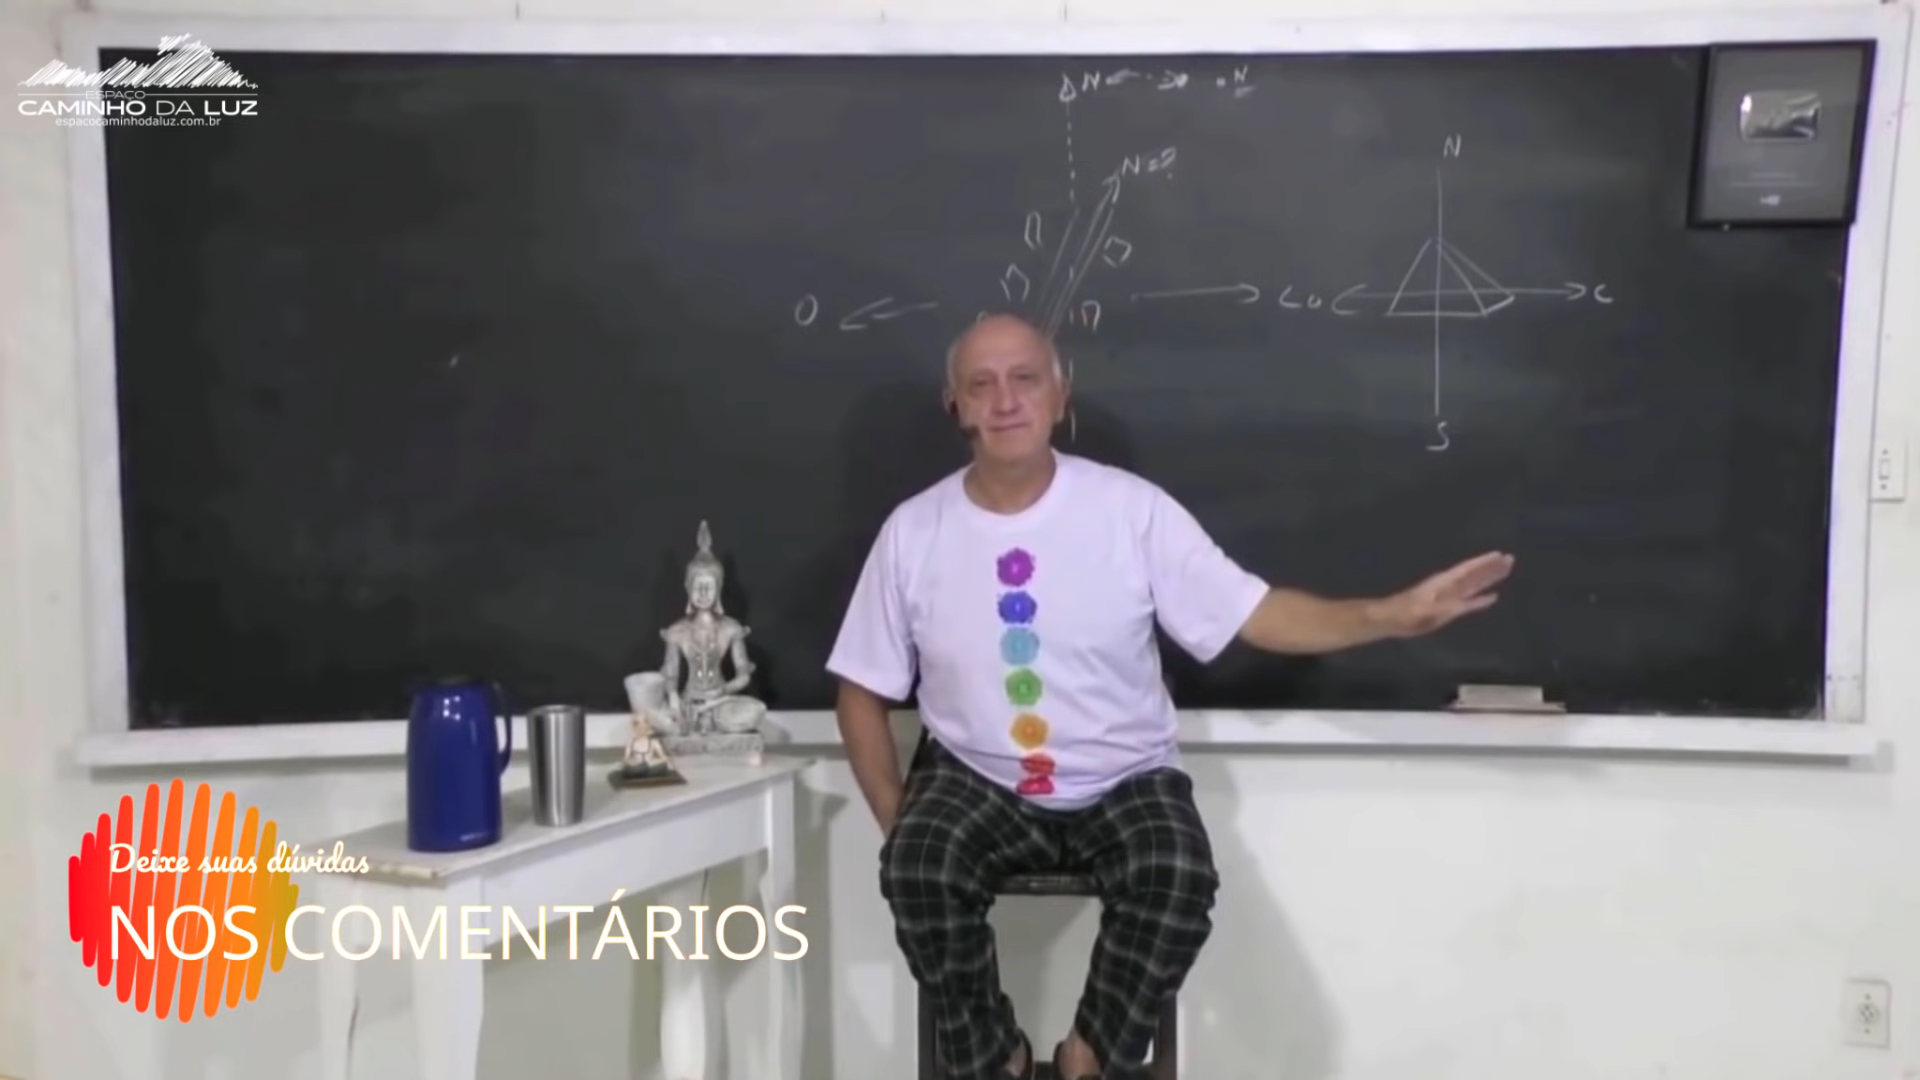 ESPAÇO
CAMINHO DA LUZ
espacocaminhodaluz.com.br
N
N
N=?
N
O
S
Deixe suas dúvidas
NOS COMENTÁRIOS